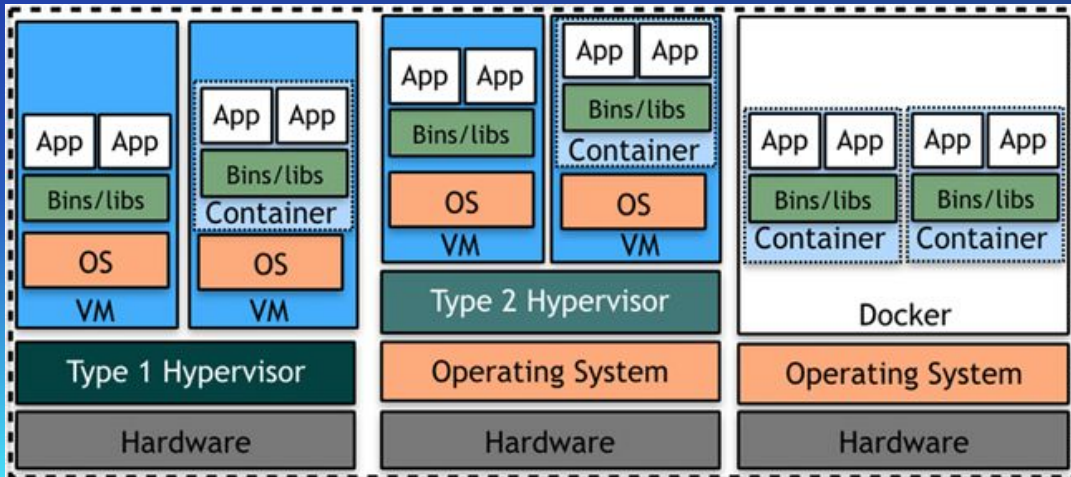 App App
Bins/libs
OS
VM
App App
Bins/libs
Container
OS
VM
Type 1 Hypervisor
Hardware
App App
Bins/libs
OS
VM
App App
Bins/libs
Container
OS
VM
Type 2 Hypervisor
Operating System
Hardware
App App
Bins/libs
Container
App App
Bins/libs
Container
Docker
Operating System
Hardware